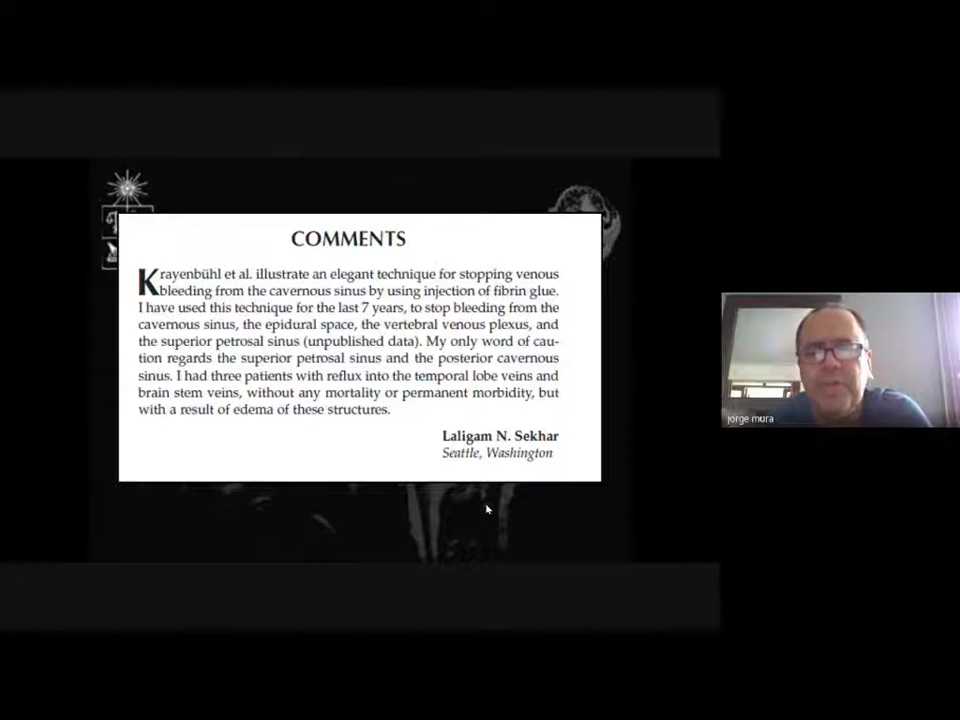 COMMENTS
Krayenbühl et al. illustrate an elegant technique for stopping venous
bleeding from the cavernous sinus by using injection of fibrin glue.
I have used this technique for the last 7 years, to stop bleeding from the
cavernous sinus, the epidural space, the vertebral venous plexus, and
the superior petrosal sinus (unpublished data). My only word of cau-
tion regards the superior petrosal sinus and the posterior cavernous
sinus. I had three patients with reflux into the temporal lobe veins and
brain stem veins, without any mortality or permanent morbidity, but
with a result of edema of these structures.
Laligam N. Sekhar
Seattle, Washington
jorge mura